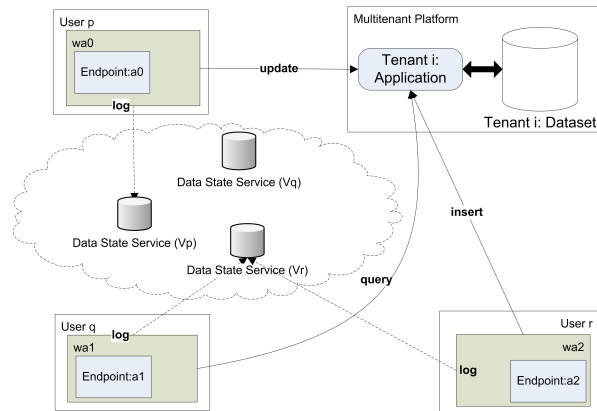 User p
wa0
Endpoint:a0
log
update
Multitenant Platform
Tenant i:
Application
Tenant i: Dataset
Data State Service (Vq)
Data State Service (Vp)
Data State Service (Vr)
insert
query
User q
log
wa1
Endpoint:a1
User r
wa2
log
Endpoint:a2